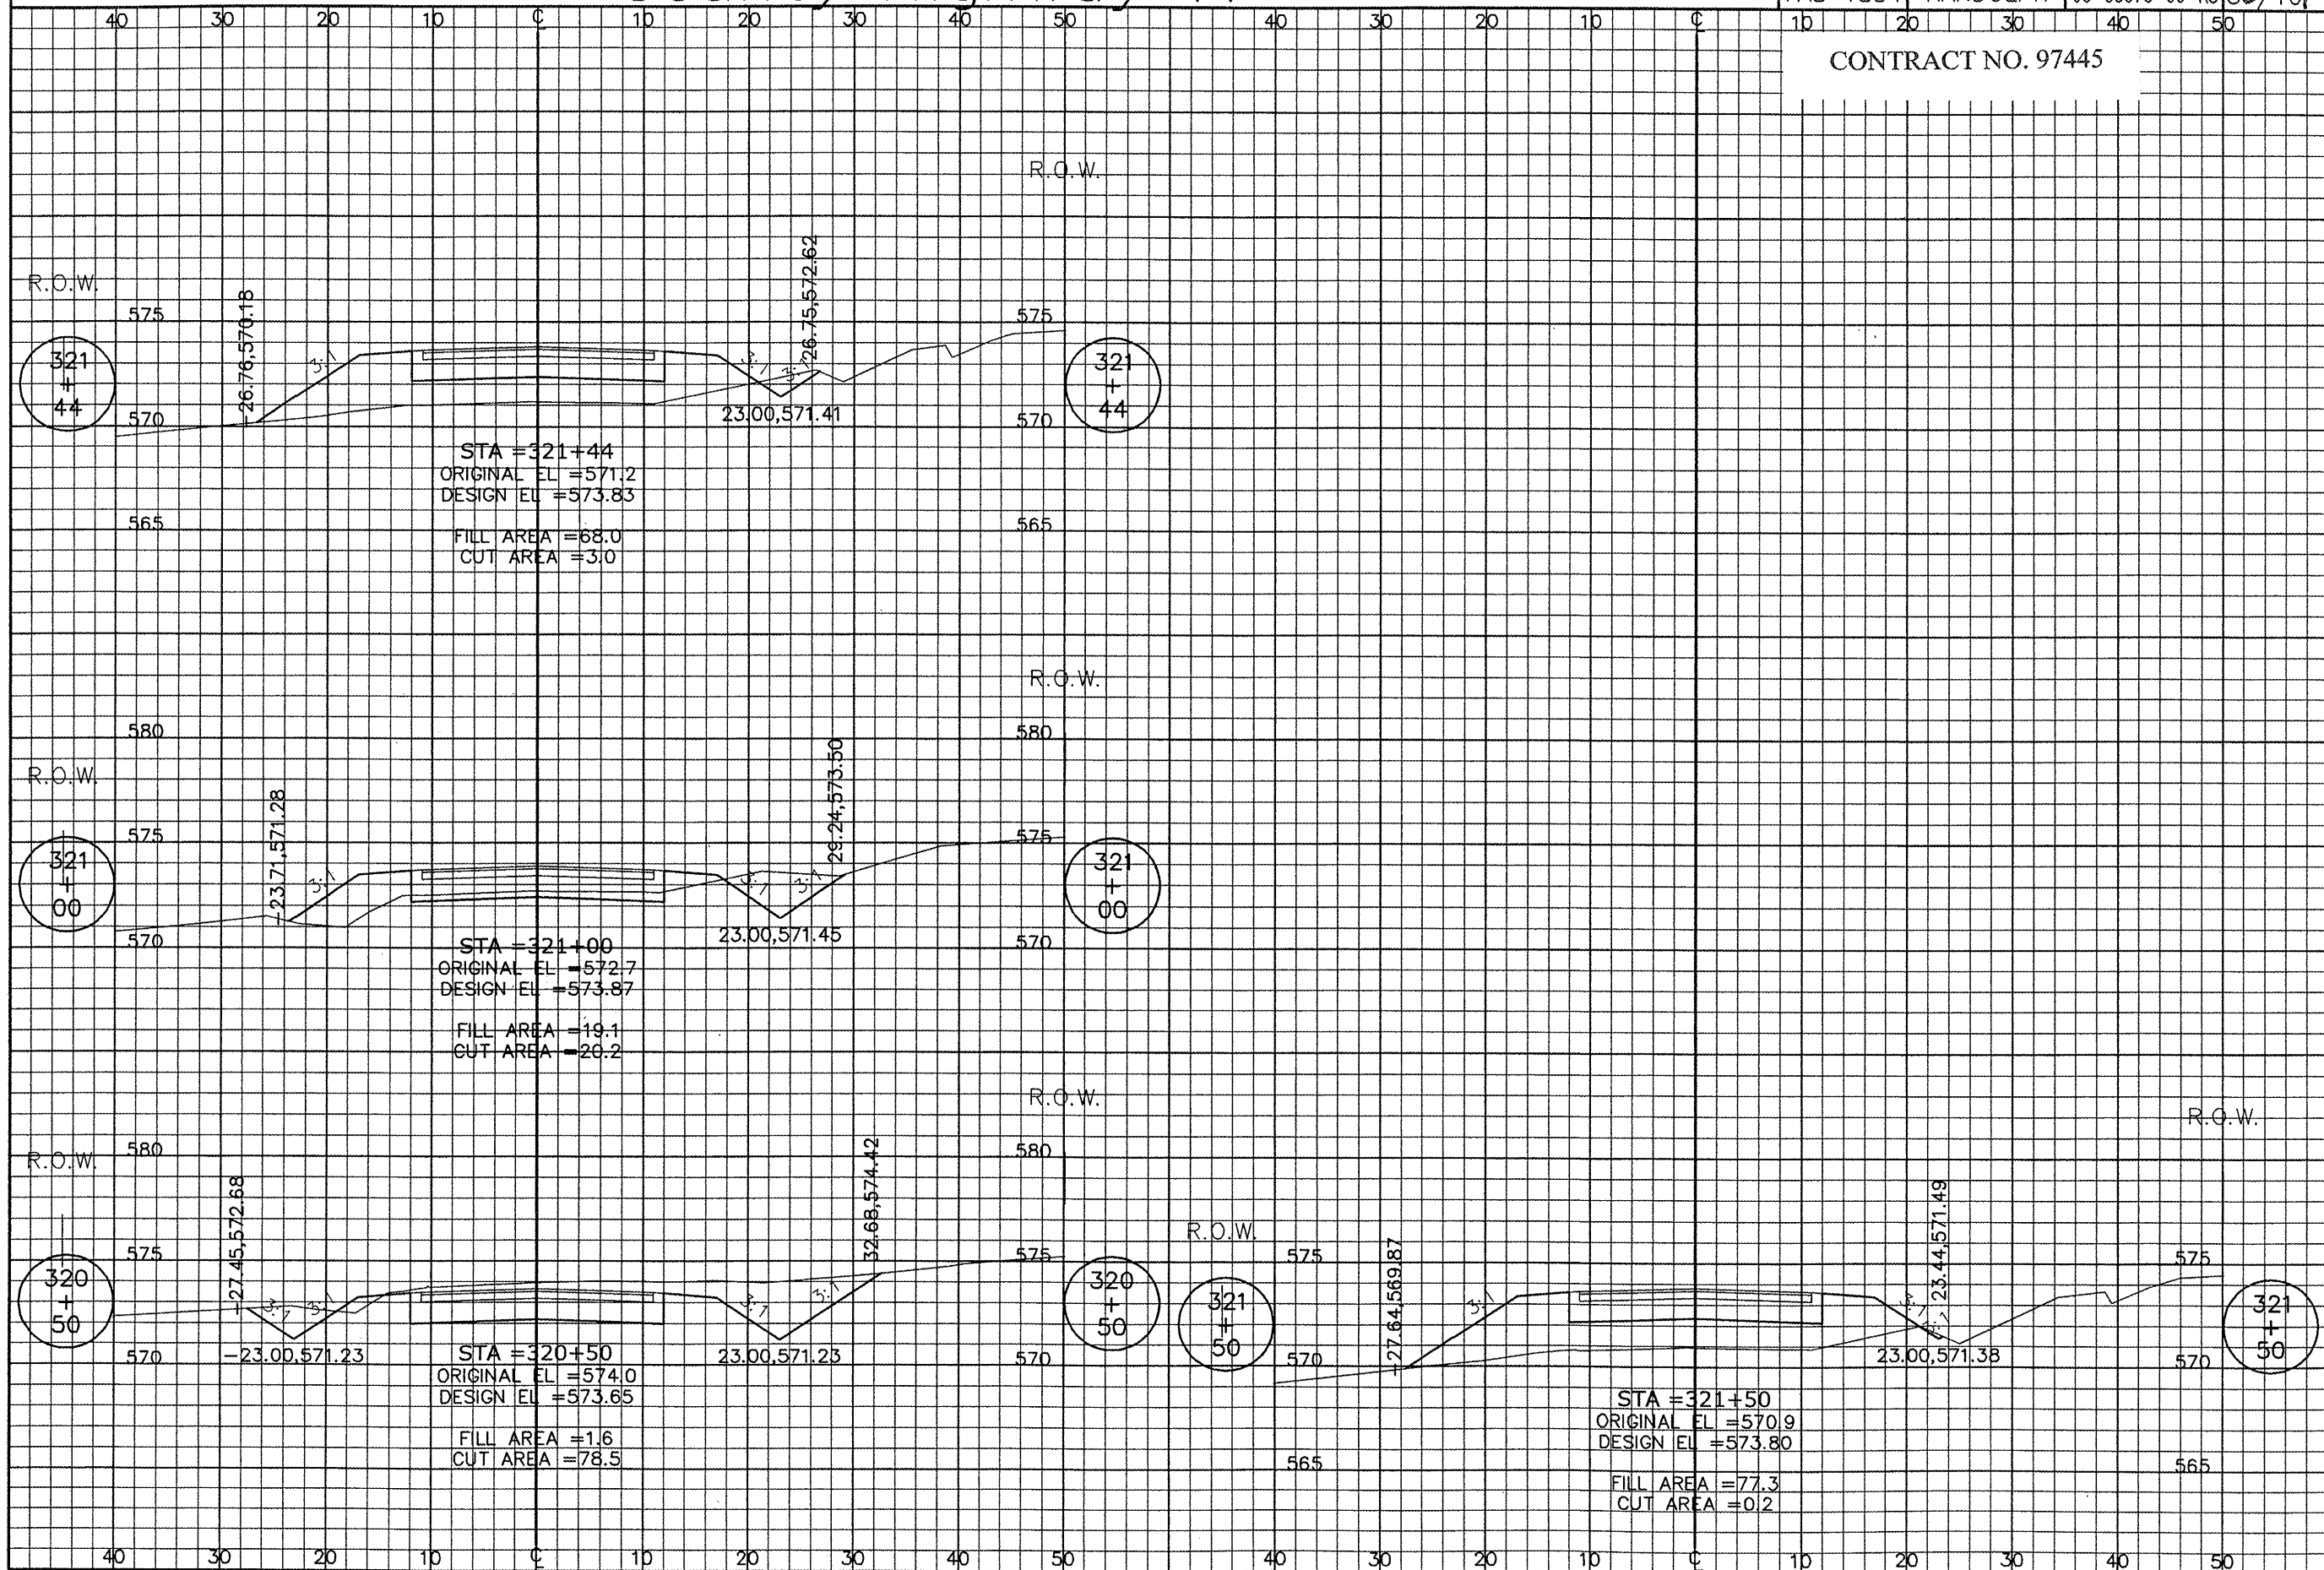 40 30 20 10 C 10 20 30 40 50 40 30 20 10 C 10 20 30 40 50
CONTRACT NO. 97445
R.O.W.
R.O.W.
-26.76,570.18
26.75,572.62
575
575
3:1
3:1
3:1
321
+
44
321
+
44
23.00,571.41
570
570
STA =321+44
ORIGINAL EL =571.2
DESIGN EL =573.83
565
565
FILL AREA =68.0
CUT AREA =3.0
R.O.W.
580
580
R.O.W.
-23.71,571.28
29.24,573.50
575
575
3:1
3:1
3:1
321
+
00
321
+
00
23.00,571.45
570
570
STA =321+00
ORIGINAL EL =572.7
DESIGN EL =573.87
FILL AREA =19.1
CUT AREA =20.2
R.O.W.
580
580
R.O.W.
-27.45,572.68
32.68,574.42
575
575
3:1
3:1
3:1
3:1
320
+
50
320
+
50
-23.00,571.23
23.00,571.23
570
570
STA =320+50
ORIGINAL EL =574.0
DESIGN EL =573.65
FILL AREA =1.6
CUT AREA =78.5
R.O.W.
R.O.W.
-27.64,569.87
23.44,571.49
575
575
3:1
3:1
3:1
321
+
50
321
+
50
23.00,571.38
570
570
STA =321+50
ORIGINAL EL =570.9
DESIGN EL =573.80
565
565
FILL AREA =77.3
CUT AREA =0.2
40 30 20 10 C 10 20 30 40 50 40 30 20 10 C 10 20 30 40 50